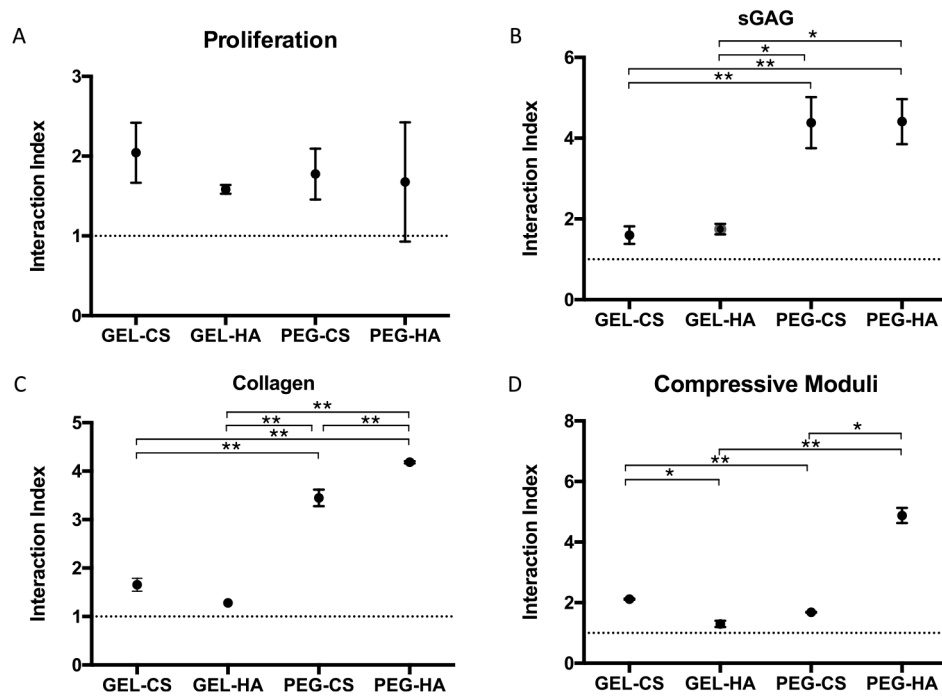 A
Proliferation
Interaction Index
3
2
1
0
GEL-CS GEL-HA PEG-CS PEG-HA
B
sGAG
*
*
**
**
Interaction Index
6
4
2
0
GEL-CS GEL-HA PEG-CS PEG-HA
C
Collagen
**
** **
**
**
Interaction Index
5
4
3
2
1
0
GEL-CS GEL-HA PEG-CS PEG-HA
D
Compressive Moduli
*
**
**
*
Interaction Index
8
6
4
2
0
GEL-CS GEL-HA PEG-CS PEG-HA